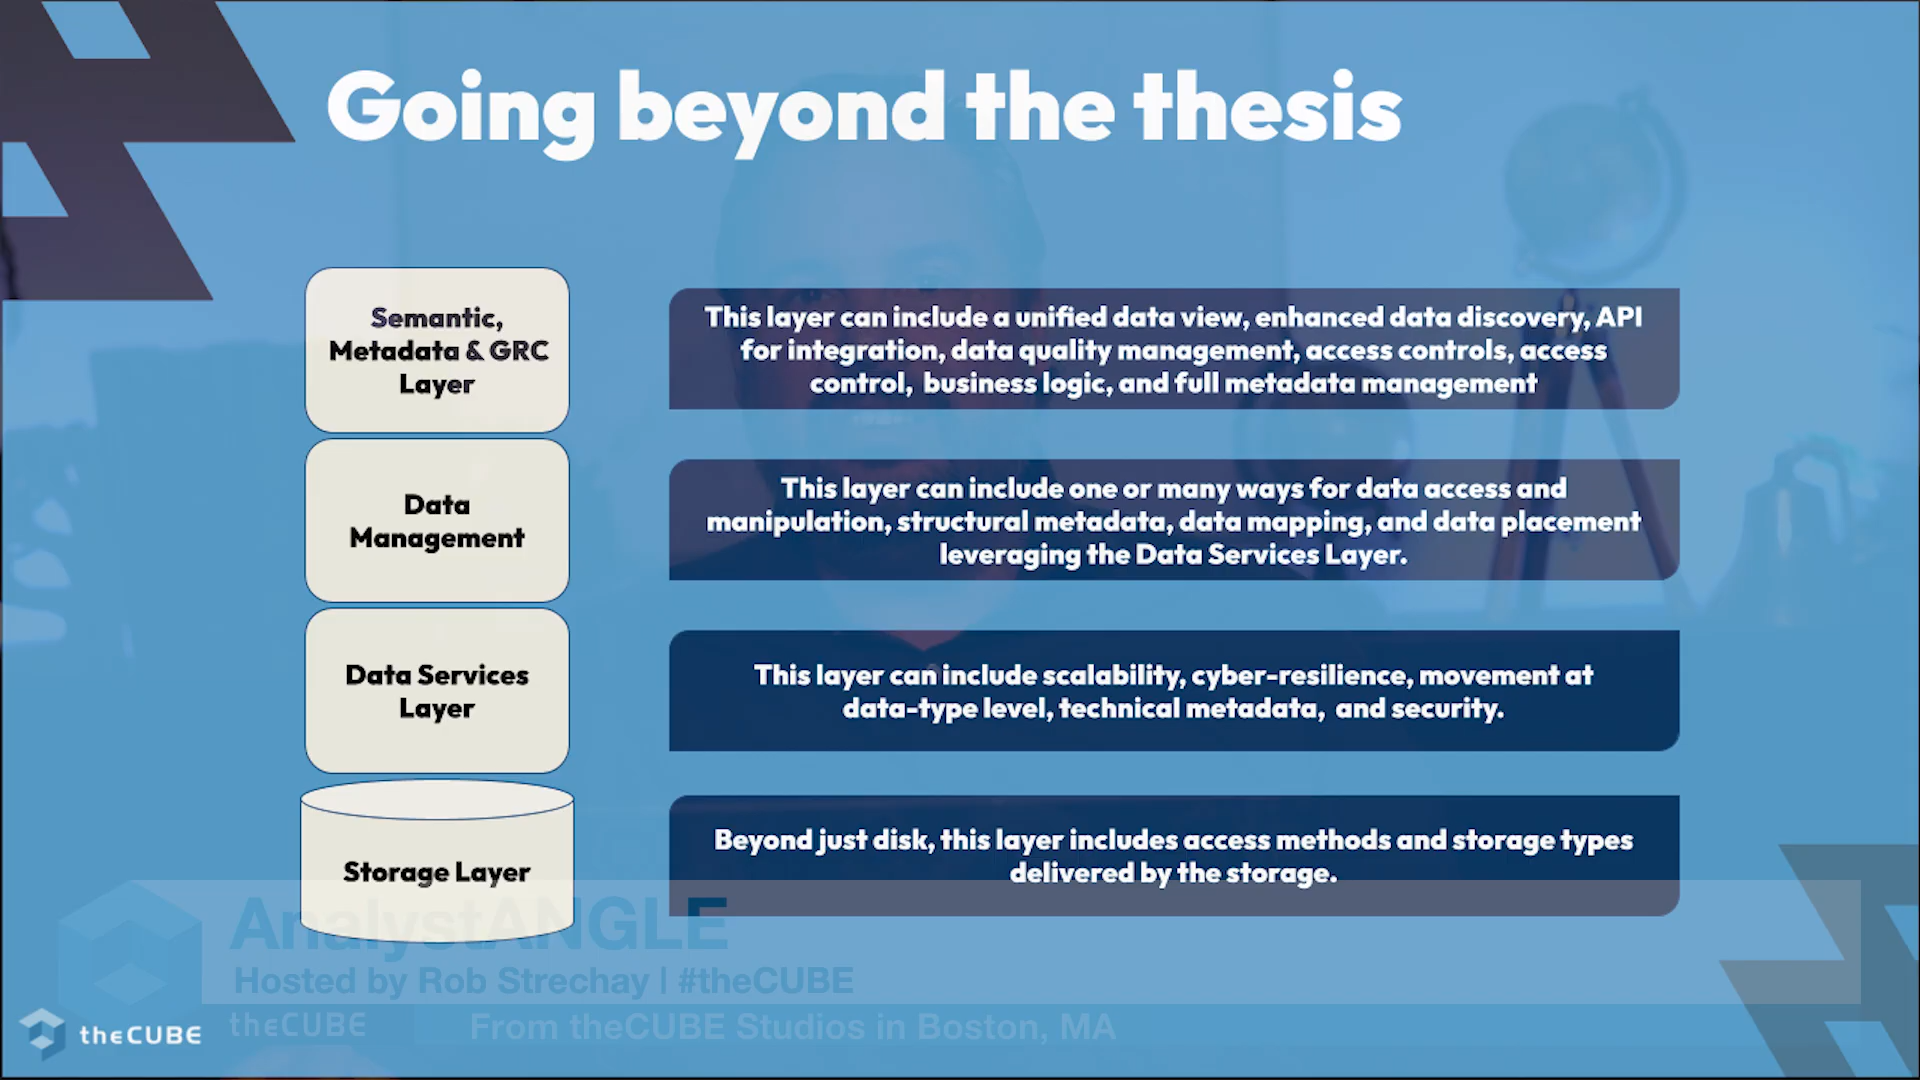 Going beyond the thesis
Semantic,
Metadata & GRC
Layer
This layer can include a unified data view, enhanced data discovery, API
for integration, data quality management, access controls, access
control, business logic, and full metadata management
Data
Management
This layer can include one or many ways for data access and
manipulation, structural metadata, data mapping, and data placement
leveraging the Data Services Layer.
Data Services
Layer
This layer can include scalability, cyber-resilience, movement at
data-type level, technical metadata, and security.
Storage Layer
Beyond just disk, this layer includes access methods and storage types
delivered by the storage.
AnalystANGLE
Hosted by Rob Strechay | #theCUBE
theCUBE
From theCUBE Studios in Boston, MA
theCUBE